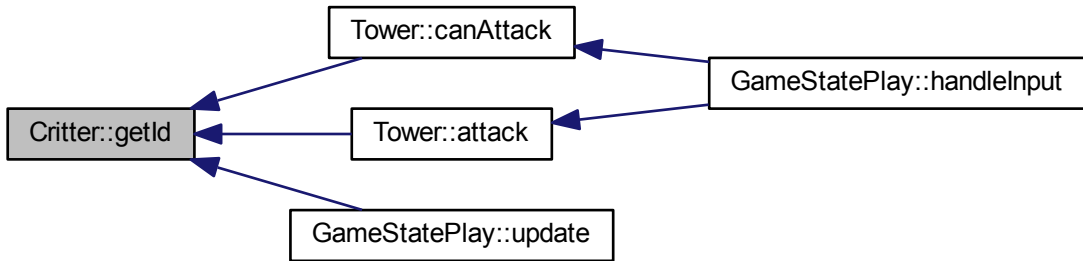 Tower::canAttack
GameStatePlay::handleInput
Critter::getId
Tower::attack
GameStatePlay::update